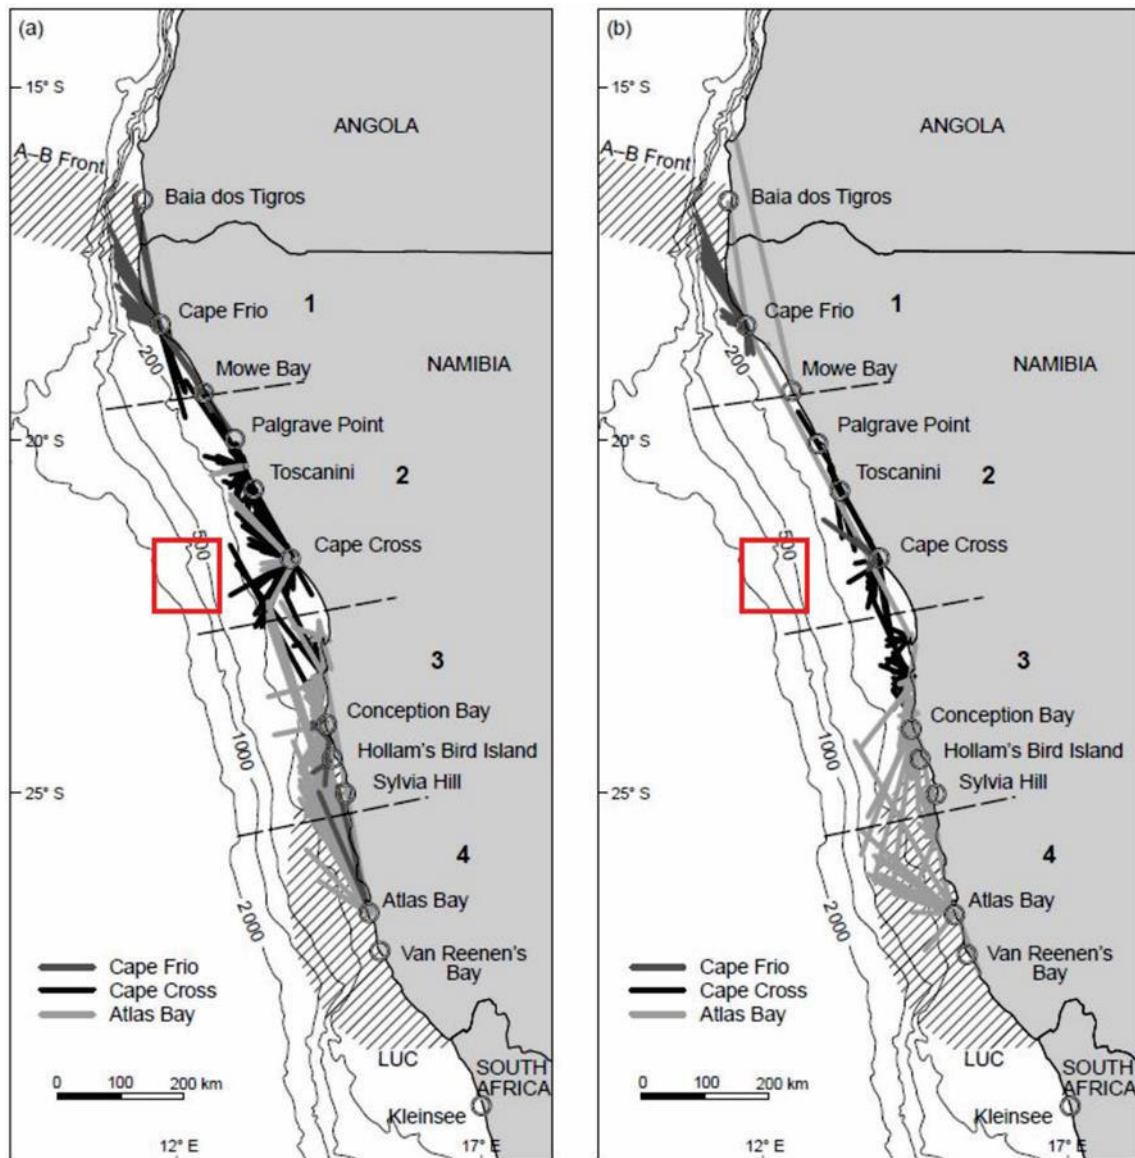 (a)
15° S
ANGOLA
A–B Front
Baia dos Tigros
Cape Frio
1
200
Mowe Bay
NAMIBIA
20° S
Palgrave Point
Toscanini
2
500
Cape Cross
3
Conception Bay
1000
Hollam's Bird Island
Sylvia Hill
25° S
4
2 000
Atlas Bay
Van Reenen's
Bay
Cape Frio
Cape Cross
Atlas Bay
LUC
0 100 200 km
SOUTH
AFRICA
Kleinsee
12° E
17° E
(b)
15° S
ANGOLA
A–B Front
Baia dos Tigros
Cape Frio
1
200
Mowe Bay
NAMIBIA
20° S
Palgrave Point
Toscanini
2
500
Cape Cross
3
Conception Bay
1000
Hollam's Bird Island
Sylvia Hill
25° S
4
2 000
Atlas Bay
Van Reenen's
Bay
Cape Frio
Cape Cross
Atlas Bay
LUC
0 100 200 km
SOUTH
AFRICA
Kleinsee
12° E
17° E